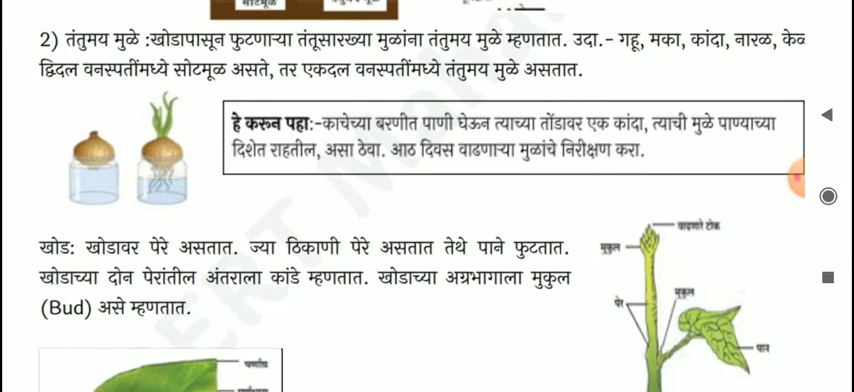 सोटमूळ
2) तंतुमय मुळे :खोडापासून फुटणाऱ्या तंतूसारख्या मुळांना तंतुमय मुळे म्हणतात. उदा.- गहू, मका, कांदा, नारळ,
द्विदल वनस्पतींमध्ये सोटमूळ असते, तर एकदल वनस्पतींमध्ये तंतुमय मुळे असतात.
हे करून पहा:-काचेच्या बरणीत पाणी घेऊन त्याच्या तोंडावर एक कांदा, त्याची मुळे पाण्याच्या
दिशेत राहतील, असा ठेवा. आठ दिवस वाढणाऱ्या मुळांचे निरीक्षण करा.
खोड: खोडावर पेरे असतात. ज्या ठिकाणी पेरे असतात तेथे पाने फुटतात.
खोडाच्या दोन पेरांतील अंतराला कांडे म्हणतात. खोडाच्या अग्रभागाला मुकुल
(Bud) असे म्हणतात.
वाढणारे टोक
मुकुल
मुकुल
पेर
पान
पर्णाग्र